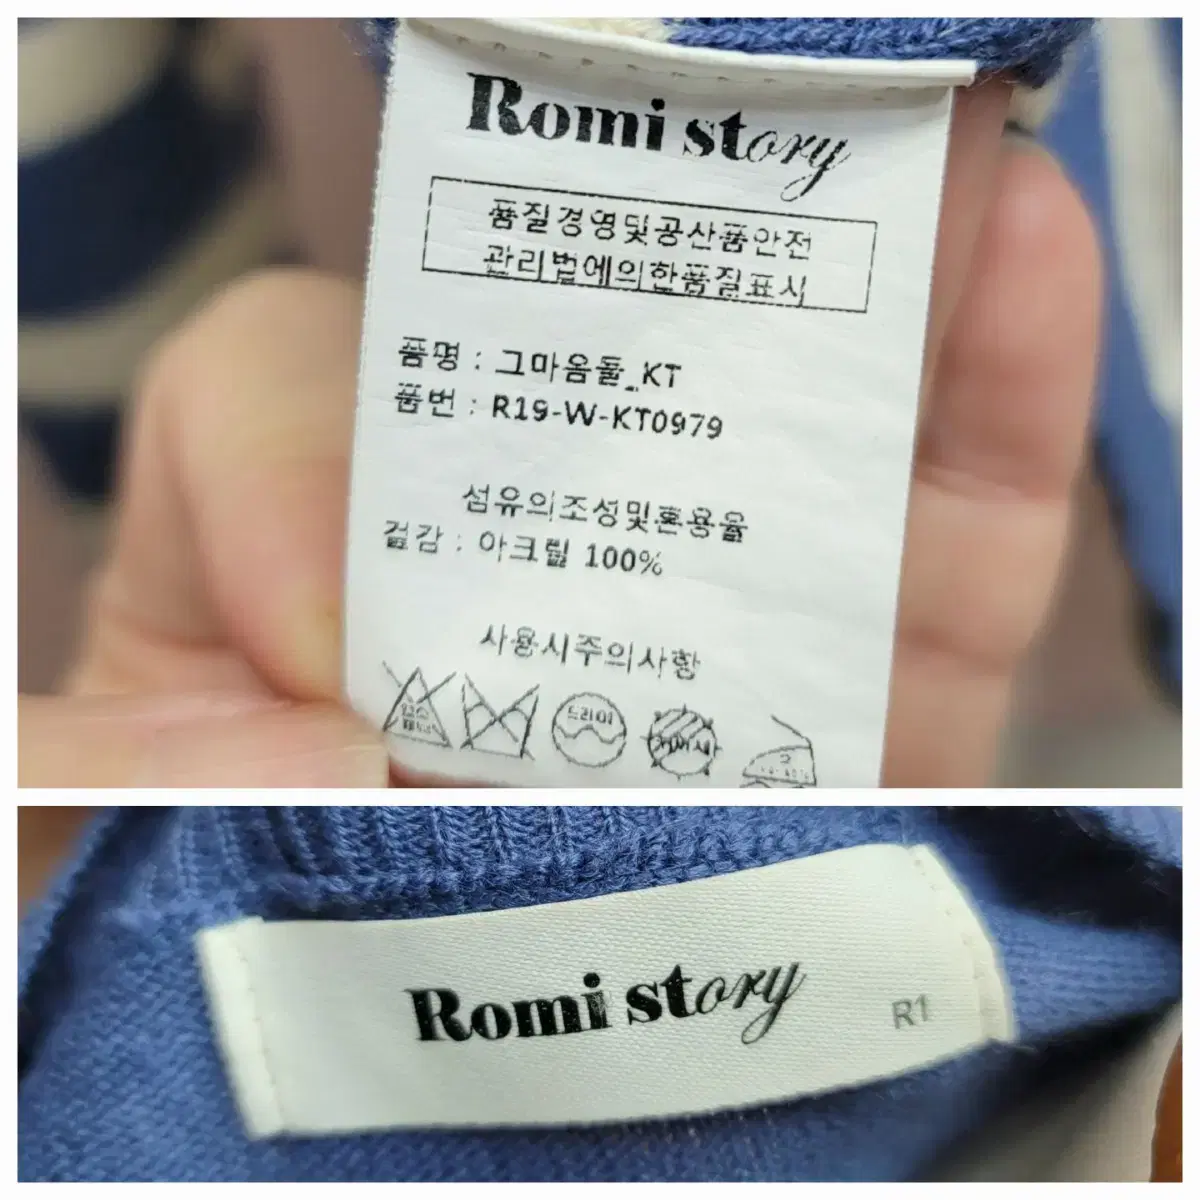 Romi story
품질경영및공산품안전
관리법에의한품질표시
품명 : 그마음돌_KT
품번 : R19-W-KT0979
섬유의조성및혼용율
겉감 : 아크릴 100%
사용시주의사항
드라이
Romi story
R1